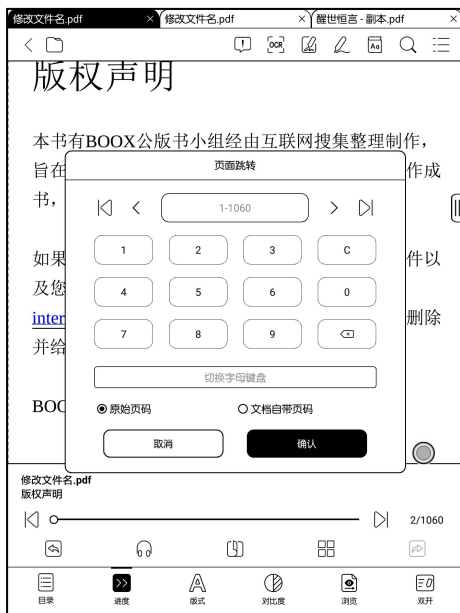 修改文件名.pdf × 修改文件名.pdf × 醒世恒言 - 副本.pdf ×
OCR Aa
版权声明
本书有BOOX公版书小组经由互联网搜集整理制作，
旨在 作成
书，
如果 件以
及您
inter 删除
并给
BOO
页面跳转
1-1060
1 2 3 C
4 5 6 0
7 8 9
切换字母键盘
原始页码 文档自带页码
取消 确认
修改文件名.pdf
版权声明
2/1060
目录 进度 版式 对比度 浏览 双开